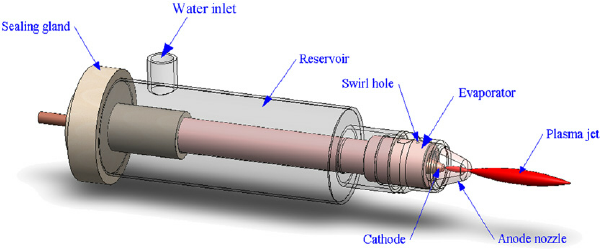 Water inlet
Sealing gland
Reservoir
Swirl hole
Evaporator
Plasma jet
Cathode
Anode nozzle